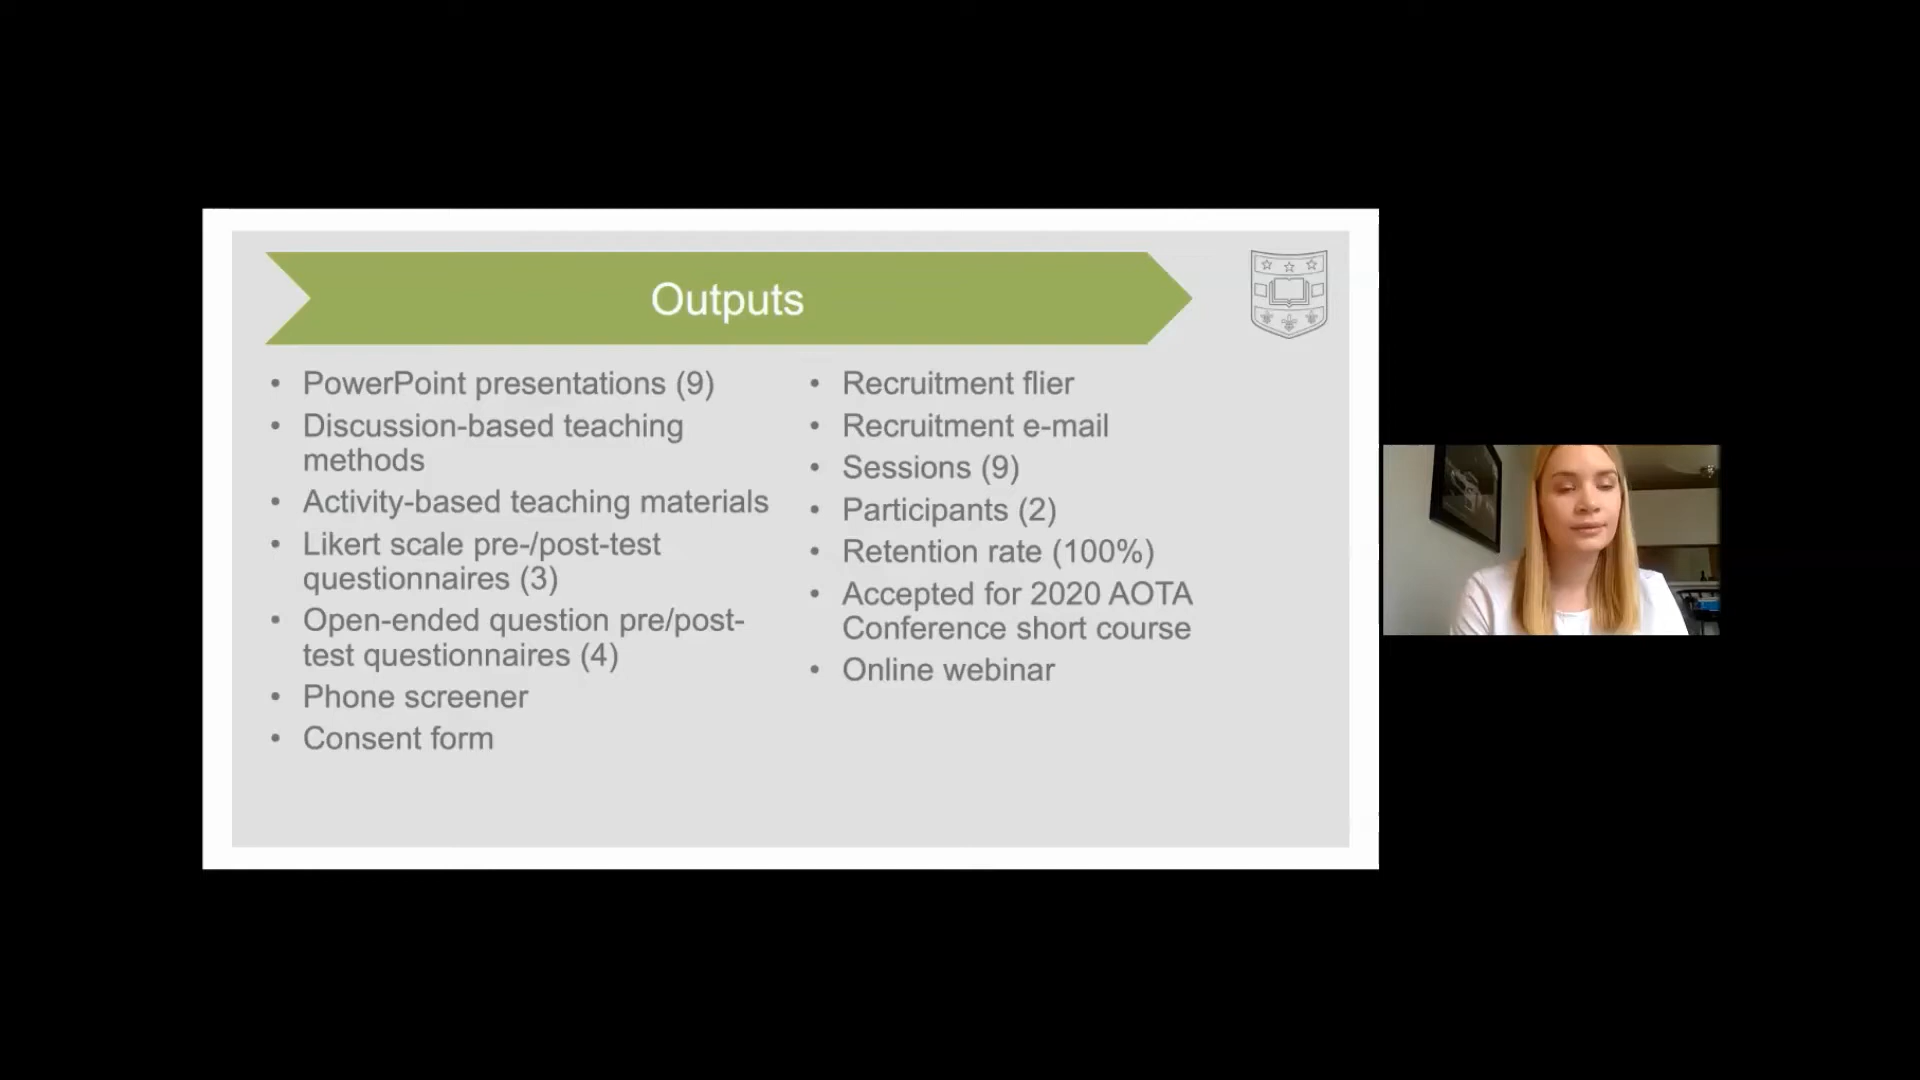 Outputs
• PowerPoint presentations (9)
• Discussion-based teaching
methods
• Activity-based teaching materials
• Likert scale pre-/post-test
questionnaires (3)
• Open-ended question pre/post-
test questionnaires (4)
• Phone screener
• Consent form
• Recruitment flier
• Recruitment e-mail
• Sessions (9)
• Participants (2)
• Retention rate (100%)
• Accepted for 2020 AOTA
Conference short course
• Online webinar